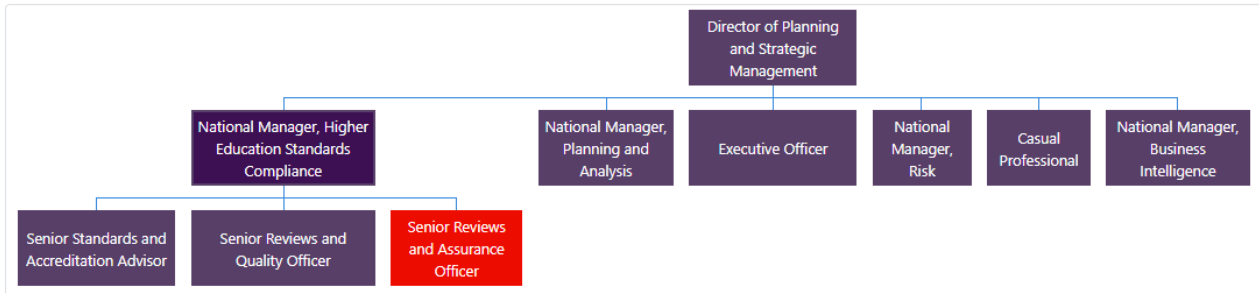 Director of Planning
and Strategic
Management
National Manager, Higher
Education Standards
Compliance
National Manager,
Planning and
Analysis
Executive Officer
National
Manager,
Risk
Casual
Professional
National Manager,
Business
Intelligence
Senior Standards and
Accreditation Advisor
Senior Reviews and
Quality Officer
Senior Reviews
and Assurance
Officer